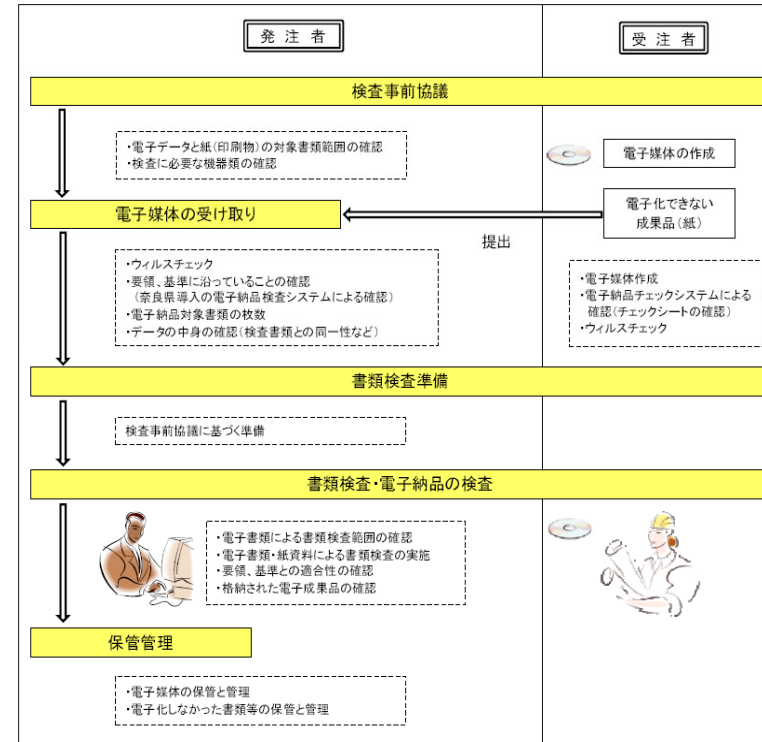 発注者
受注者
検査事前協議
・電子データと紙(印刷物)の対象書類範囲の確認
・検査に必要な機器類の確認
電子媒体の作成
電子媒体の受け取り
電子化できない
成果品(紙)
提出
・ウィルスチェック
・要領、基準に沿っていることの確認
(奈良県導入の電子納品検査システムによる確認)
・電子納品対象書類の枚数
・データの中身の確認(検査書類との同一性など)
・電子媒体作成
・電子納品チェックシステムによる
確認(チェックシートの確認)
・ウィルスチェック
書類検査準備
検査事前協議に基づく準備
書類検査・電子納品の検査
・電子書類による書類検査範囲の確認
・電子書類・紙資料による書類検査の実施
・要領、基準との適合性の確認
・格納された電子成果品の確認
保管管理
・電子媒体の保管と管理
・電子化しなかった書類等の保管と管理